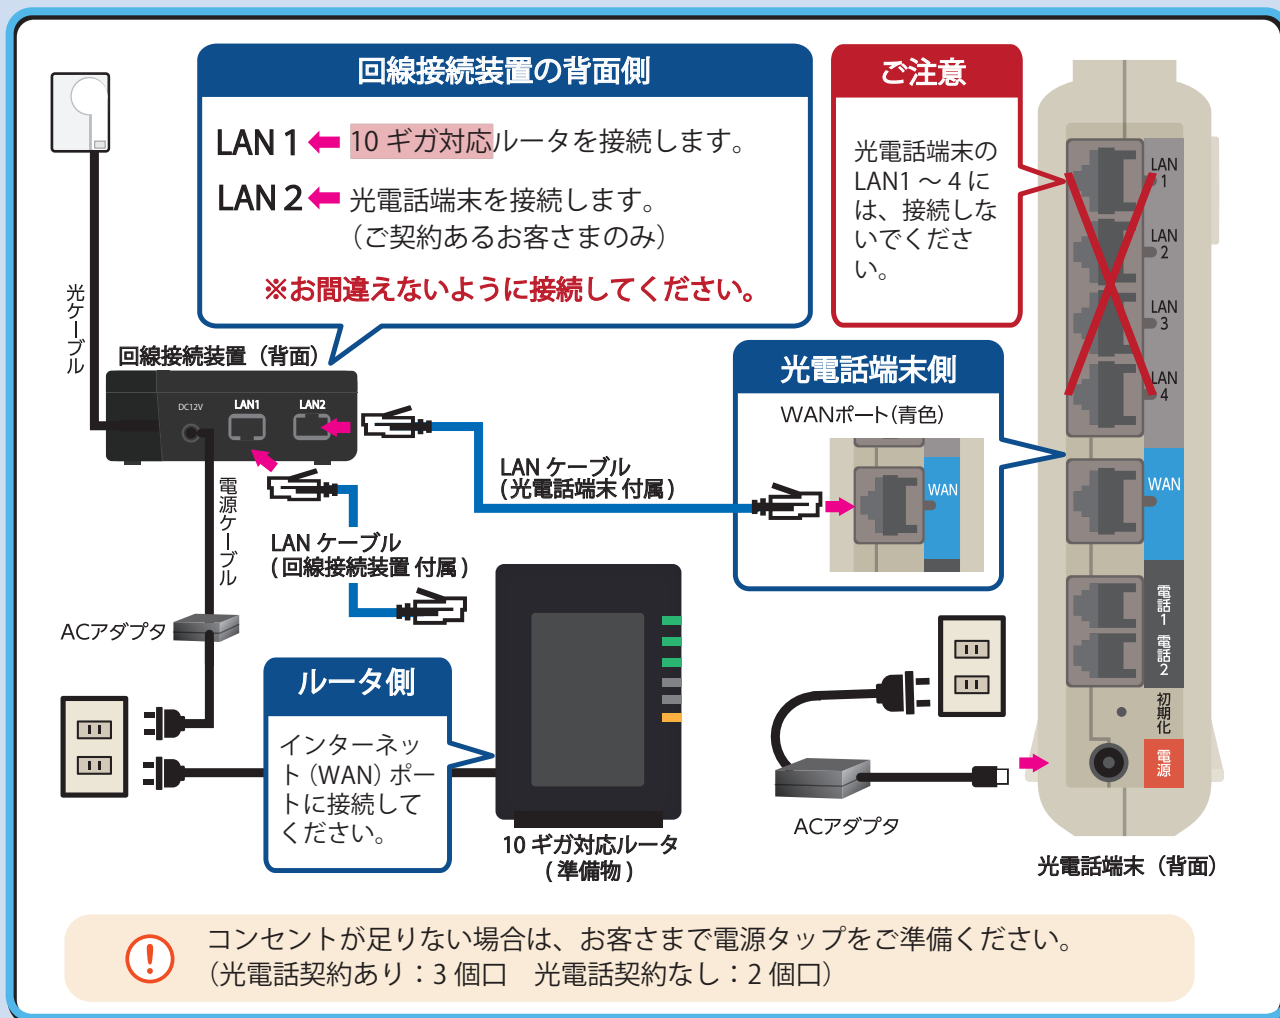 回線接続装置の背面側
LAN 1 ← 10 ギガ対応ルータを接続します。
LAN 2 ← 光電話端末を接続します。
（ご契約あるお客さまのみ）
※お間違えないように接続してください。
ご注意
光電話端末の
LAN1 ～ 4 に
は、接続しな
いでくださ
い。
LAN
1
LAN
2
LAN
3
LAN
4
WAN
電話1
電話2
初期化
電源
光電話端末（背面）
光ケーブル
回線接続装置（背面）
DC12V
LAN1
LAN2
光電話端末側
WANポート(青色)
WAN
LAN ケーブル
( 光電話端末 付属 )
電源ケーブル
LAN ケーブル
( 回線接続装置 付属 )
ACアダプタ
ルータ側
インターネッ
ト（WAN）ポー
トに接続して
ください。
10 ギガ対応ルータ
( 準備物 )
ACアダプタ
コンセントが足りない場合は、お客さまで電源タップをご準備ください。
（光電話契約あり：3 個口　光電話契約なし：2 個口）